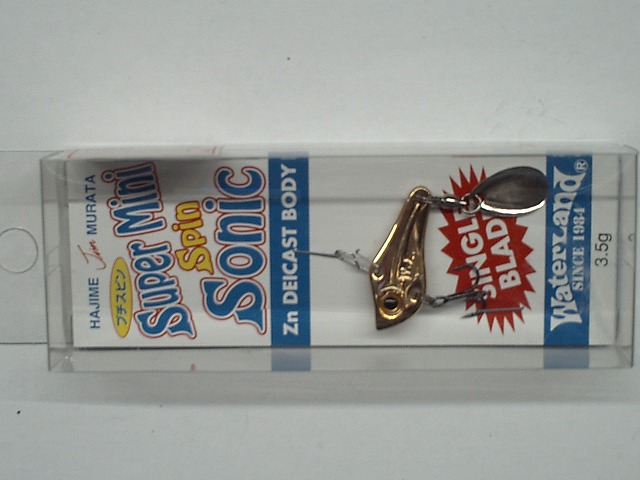 HAJIME Jim MURATA
プチスピン
Super Mini
Spin
Sonic
Zn DEICAST BODY
SINGLE
BLADE
WaterLand®
SINCE 1984
3.5g